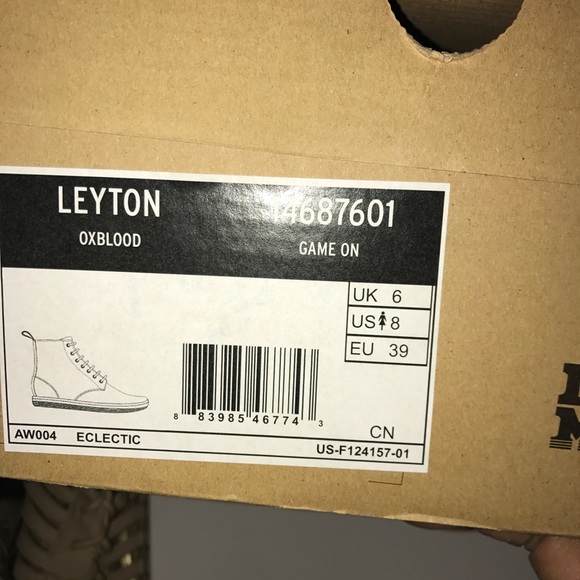 LEYTON
14687601
OXBLOOD
GAME ON
UK 6
US 8
EU 39
8 83985 46774 3
CN
AW004 ECLECTIC
US-F124157-01